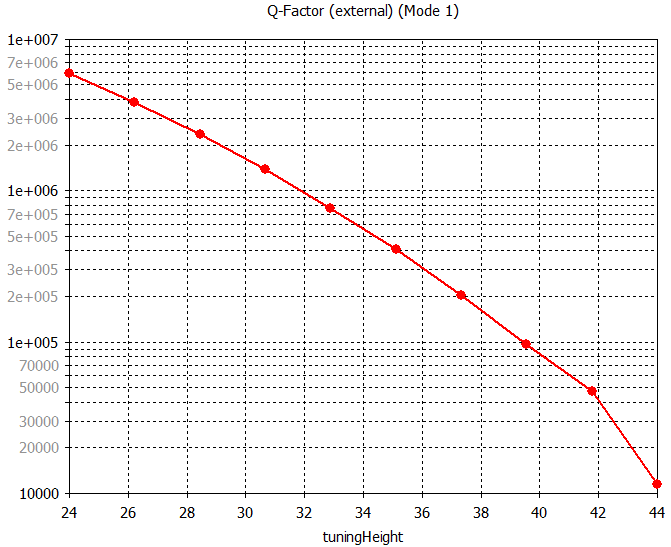 Q-Factor (external) (Mode 1)
1e+007
7e+006
5e+006
3e+006
2e+006
1e+006
7e+005
5e+005
3e+005
2e+005
1e+005
70000
50000
30000
20000
10000
24 26 28 30 32 34 36 38 40 42 44
tuningHeight